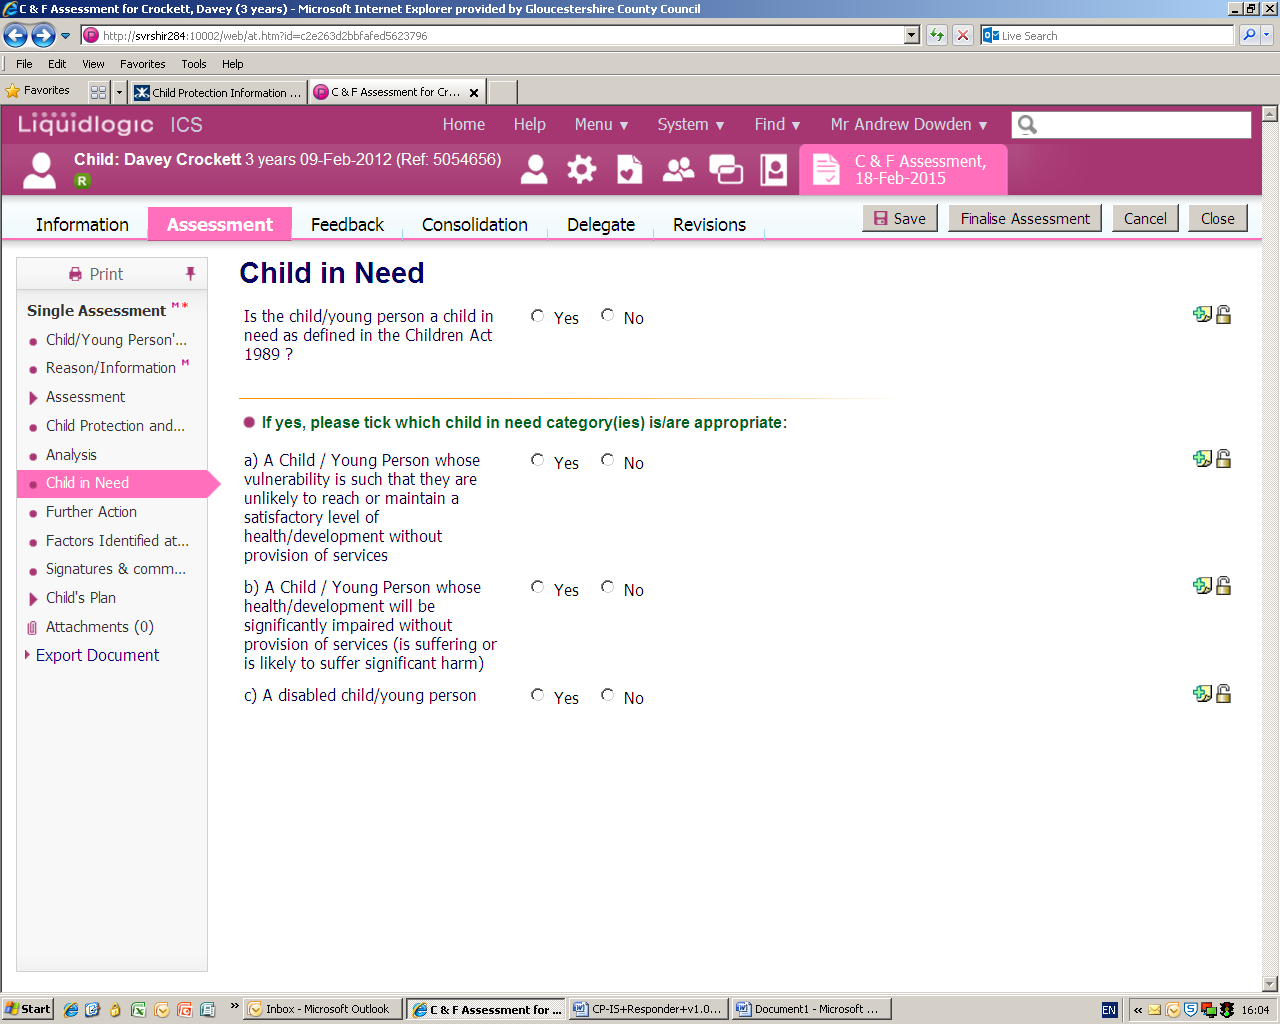 C & F Assessment for Crockett, Davey (3 years) - Microsoft Internet Explorer provided by Gloucestershire County Council
http://svrshir284:10002/web/at.htm?id=c2e263d2bbfafed5623796
Live Search
File Edit View Favorites Tools Help
Favorites
Child Protection Information ...
C & F Assessment for Cr...
Liquidlogic ICS
Home Help Menu ▼ System ▼ Find ▼ Mr Andrew Dowden ▼
Child: Davey Crockett 3 years 09-Feb-2012 (Ref: 5054656)
R
C & F Assessment,
18-Feb-2015
Information Assessment Feedback Consolidation Delegate Revisions
Save Finalise Assessment Cancel Close
Print
Single Assessment M *
Child/Young Person'...
Reason/Information M
Assessment
Child Protection and...
Analysis
Child in Need
Further Action
Factors Identified at...
Signatures & comm...
Child's Plan
Attachments (0)
Export Document
Child in Need
Is the child/young person a child in
need as defined in the Children Act
1989 ?
Yes No
If yes, please tick which child in need category(ies) is/are appropriate:
a) A Child / Young Person whose
vulnerability is such that they are
unlikely to reach or maintain a
satisfactory level of
health/development without
provision of services
Yes No
b) A Child / Young Person whose
health/development will be
significantly impaired without
provision of services (is suffering or
is likely to suffer significant harm)
Yes No
c) A disabled child/young person
Yes No
Start
Inbox - Microsoft Outlook
C & F Assessment for ...
CP-IS+Responder+v1.0...
Document1 - Microsoft ...
EN
16:04